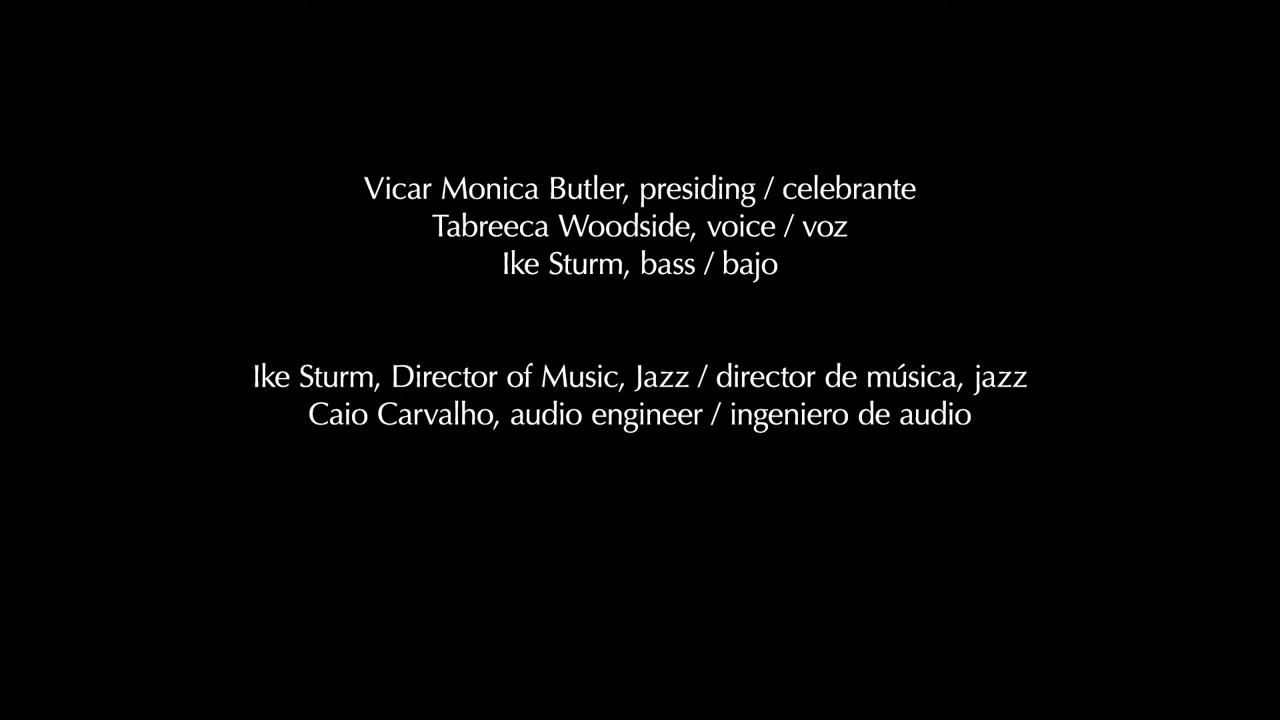 Vicar Monica Butler, presiding / celebrante
Tabreeca Woodside, voice / voz
Ike Sturm, bass / bajo
Ike Sturm, Director of Music, Jazz / director de música, jazz
Caio Carvalho, audio engineer / ingeniero de audio